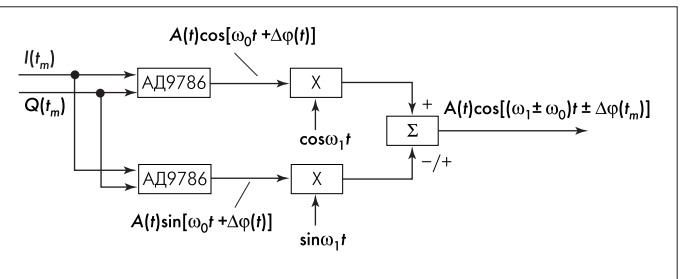 A(t)cos[ω₀t +Δφ(t)]
I(tₘ)
АД9786
X
Q(tₘ)
+
A(t)cos[(ω₁± ω₀)t ± Δφ(tₘ)]
cosω₁t
Σ
−/+
АД9786
X
A(t)sin[ω₀t +Δφ(t)]
sinω₁t